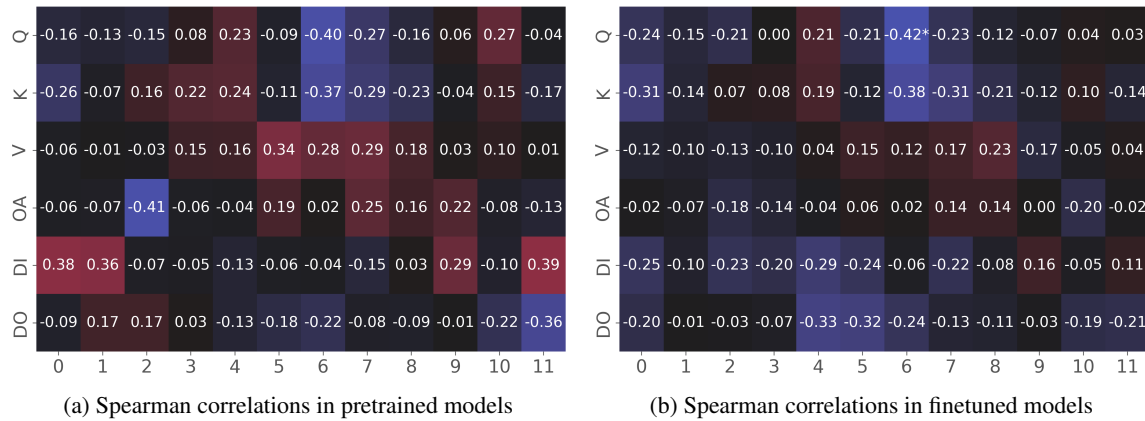 Q -0.16 -0.13 -0.15 0.08 0.23 -0.09 -0.40 -0.27 -0.16 0.06 0.27 -0.04
K -0.26 -0.07 0.16 0.22 0.24 -0.11 -0.37 -0.29 -0.23 -0.04 0.15 -0.17
V -0.06 -0.01 -0.03 0.15 0.16 0.34 0.28 0.29 0.18 0.03 0.10 0.01
OA -0.06 -0.07 -0.41 -0.06 -0.04 0.19 0.02 0.25 0.16 0.22 -0.08 -0.13
DI 0.38 0.36 -0.07 -0.05 -0.13 -0.06 -0.04 -0.15 0.03 0.29 -0.10 0.39
DO -0.09 0.17 0.17 0.03 -0.13 -0.18 -0.22 -0.08 -0.09 -0.01 -0.22 -0.36
0 1 2 3 4 5 6 7 8 9 10 11
(a) Spearman correlations in pretrained models
Q -0.24 -0.15 -0.21 0.00 0.21 -0.21 -0.42* -0.23 -0.12 -0.07 0.04 0.03
K -0.31 -0.14 0.07 0.08 0.19 -0.12 -0.38 -0.31 -0.21 -0.12 0.10 -0.14
V -0.12 -0.10 -0.13 -0.10 0.04 0.15 0.12 0.17 0.23 -0.17 -0.05 0.04
OA -0.02 -0.07 -0.18 -0.14 -0.04 0.06 0.02 0.14 0.14 0.00 -0.20 -0.02
DI -0.25 -0.10 -0.23 -0.20 -0.29 -0.24 -0.06 -0.22 -0.08 0.16 -0.05 0.11
DO -0.20 -0.01 -0.03 -0.07 -0.33 -0.32 -0.24 -0.13 -0.11 -0.03 -0.19 -0.21
0 1 2 3 4 5 6 7 8 9 10 11
(b) Spearman correlations in finetuned models